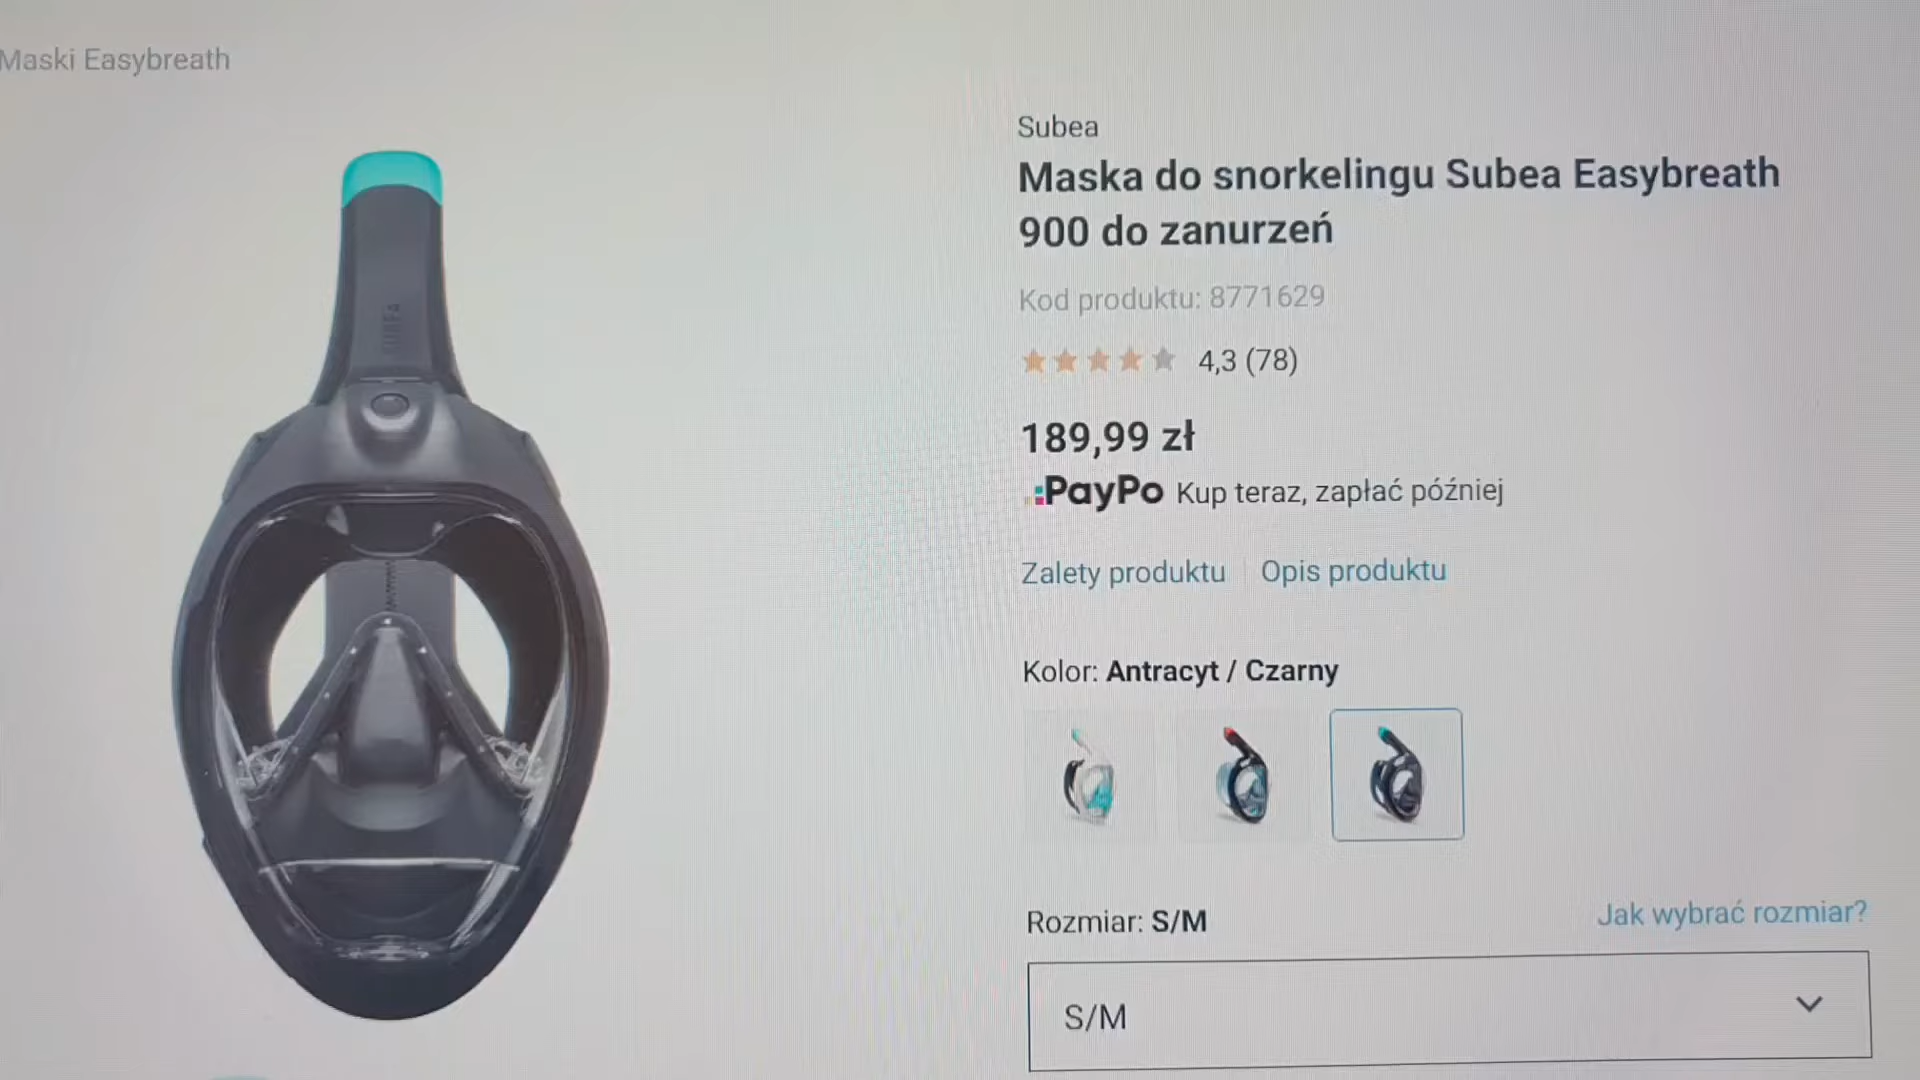 Maski Easybreath
Subea
Maska do snorkelingu Subea Easybreath
900 do zanurzeń
Kod produktu: 8771629
4,3 (78)
189,99 zł
PayPo Kup teraz, zapłać później
Zalety produktu
Opis produktu
Kolor: Antracyt / Czarny
Rozmiar: S/M
Jak wybrać rozmiar?
S/M